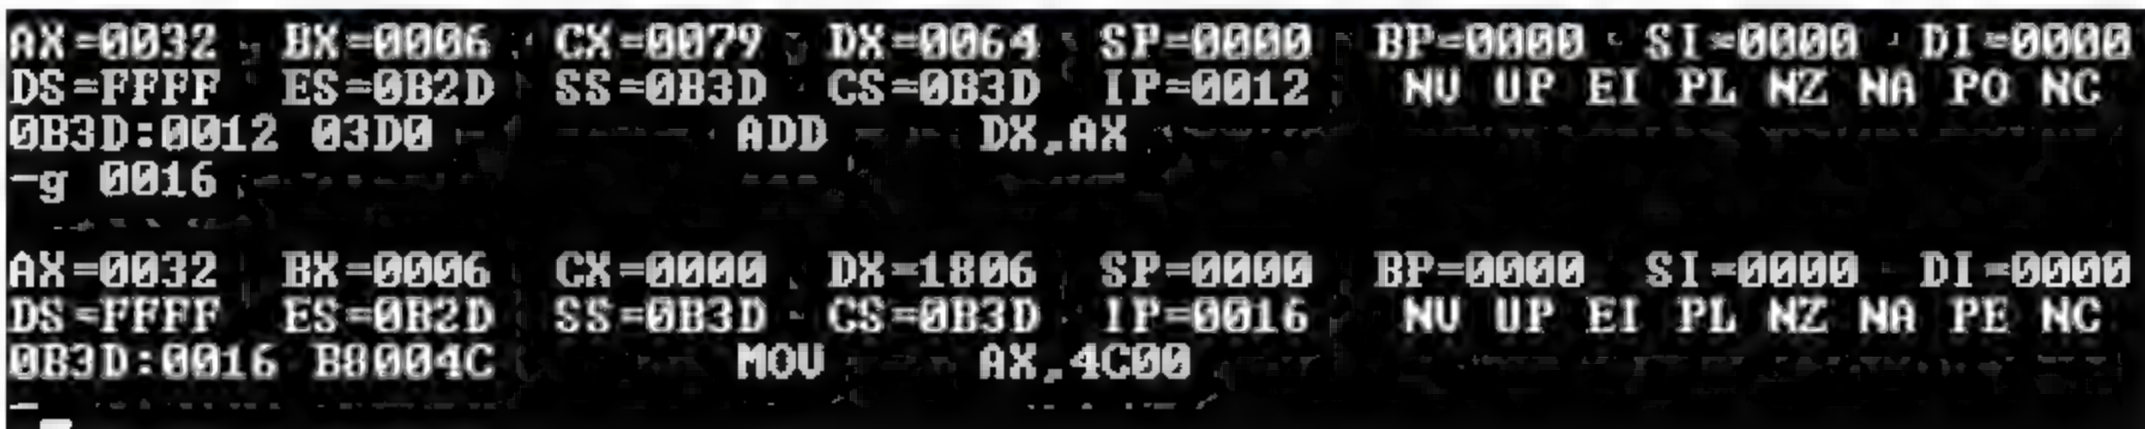 AX=0032 BX=0006 CX=0079 DX=0064 SP=0000 BP=0000 SI=0000 DI=0000
DS=FFFF ES=0B2D SS=0B3D CS=0B3D IP=0012 NV UP EI PL NZ NA PO NC
0B3D:0012 03D0 ADD DX,AX
-g 0016
AX=0032 BX=0006 CX=0000 DX=1806 SP=0000 BP=0000 SI=0000 DI=0000
DS=FFFF ES=0B2D SS=0B3D CS=0B3D IP=0016 NV UP EI PL NZ NA PE NC
0B3D:0016 B8004C MOV AX,4C00
-